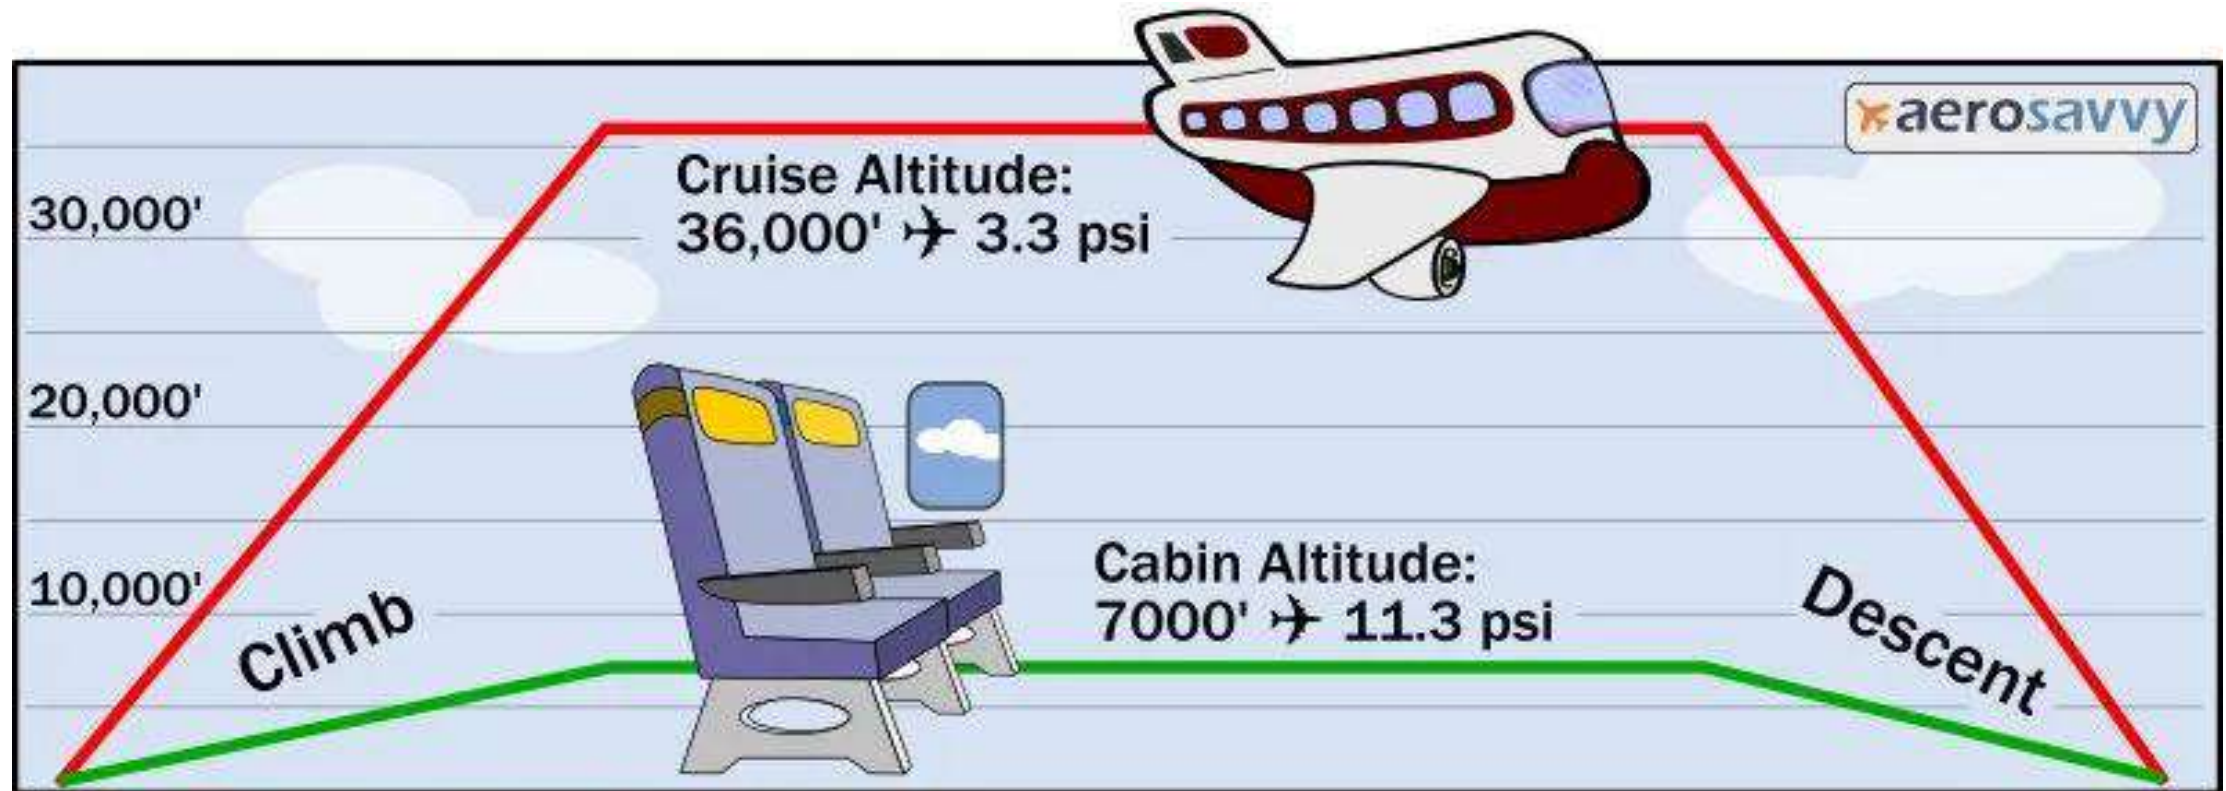 aerosavvy
Cruise Altitude:
36,000' ✈ 3.3 psi
30,000'
20,000'
Cabin Altitude:
7000' ✈ 11.3 psi
10,000'
Climb
Descent